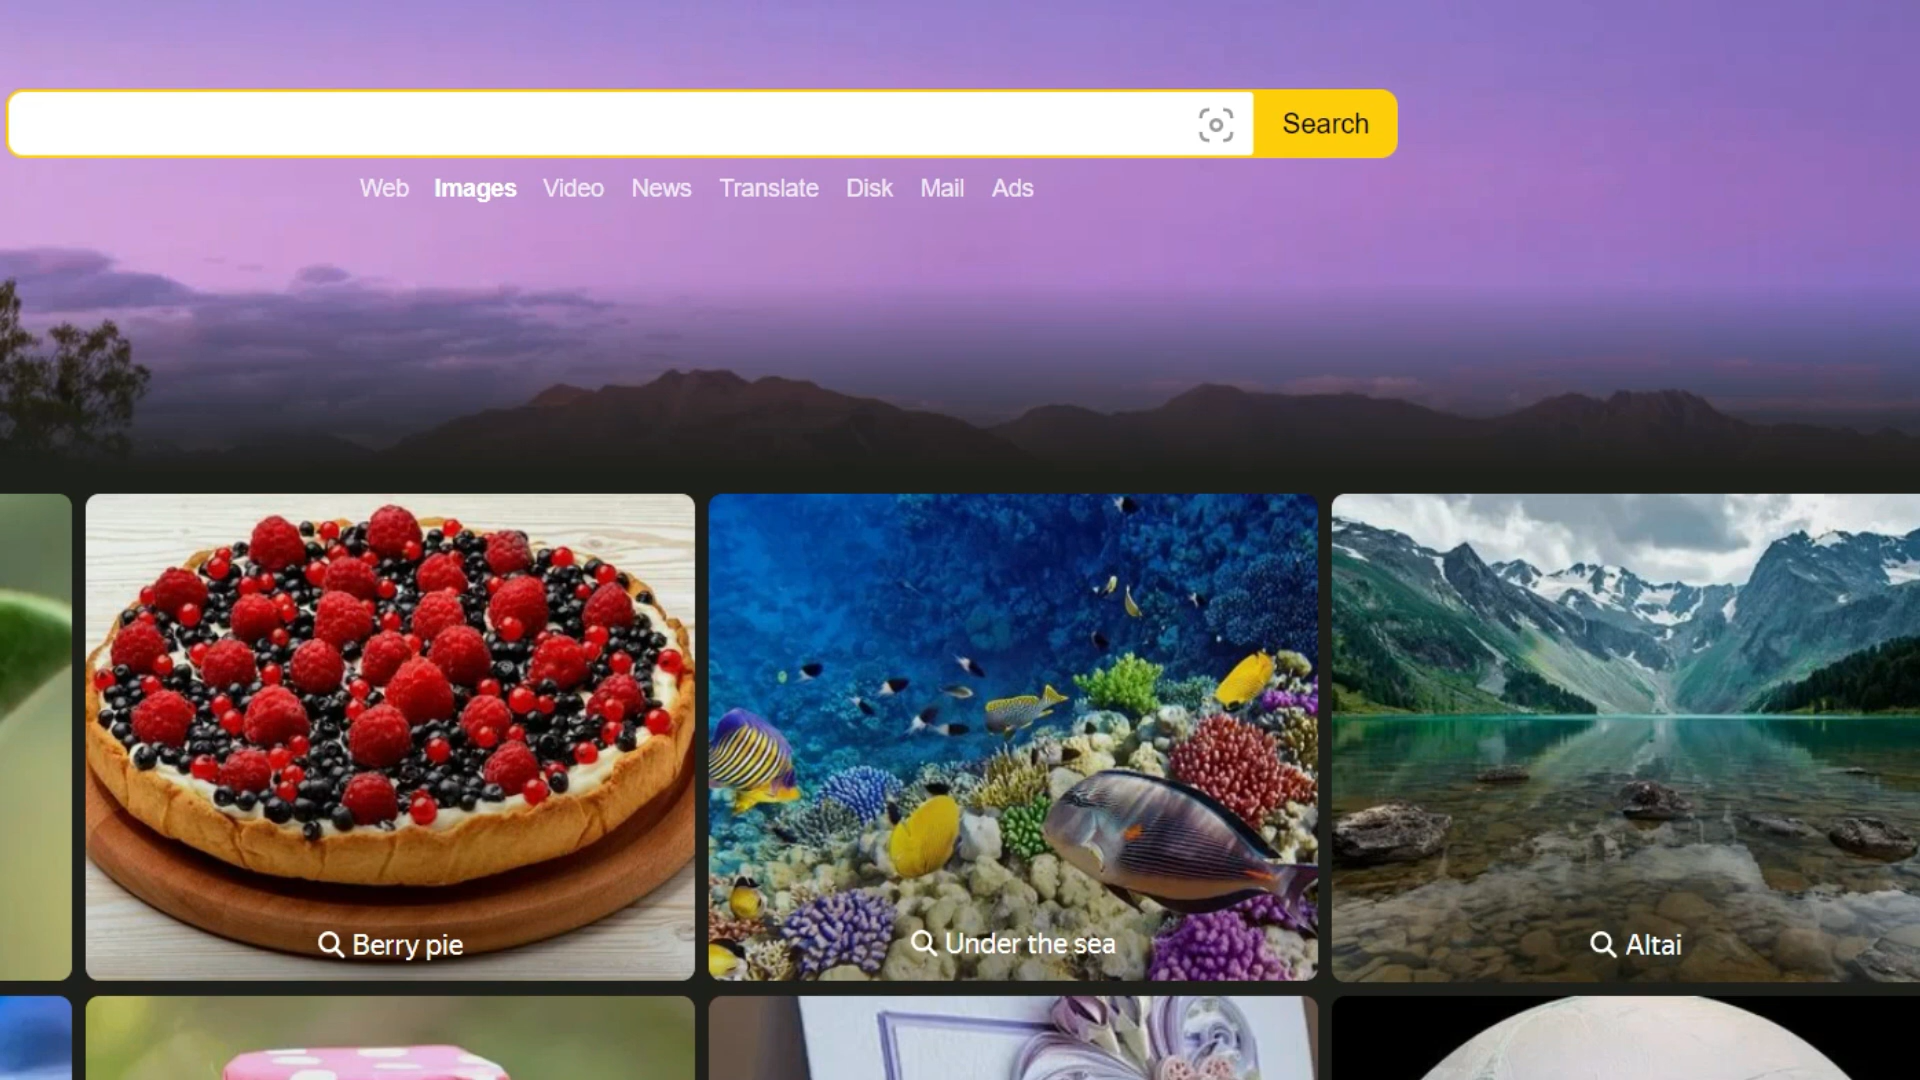 Search
Web Images Video News Translate Disk Mail Ads
Berry pie
Under the sea
Altai